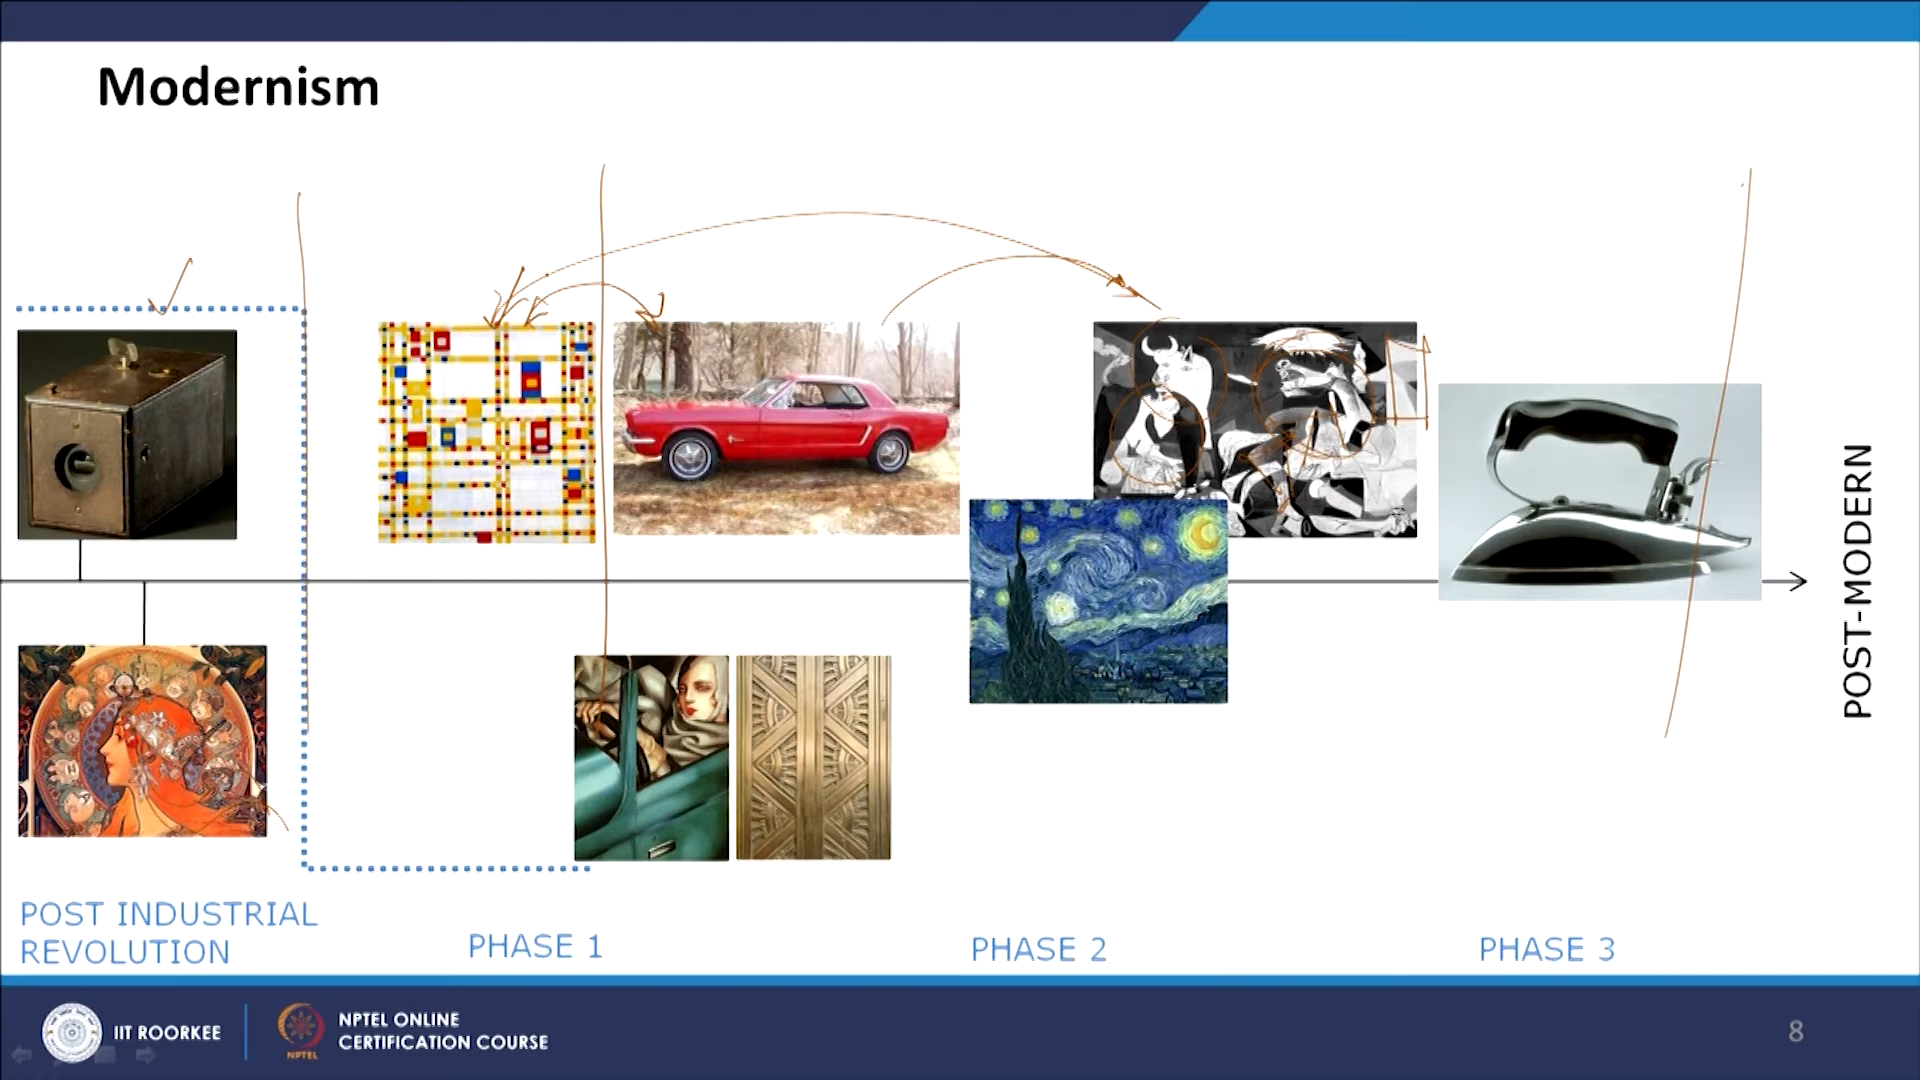 Modernism
POST-MODERN
POST INDUSTRIAL
REVOLUTION
PHASE 1
PHASE 2
PHASE 3
IIT ROORKEE
NPTEL
NPTEL ONLINE
CERTIFICATION COURSE
8